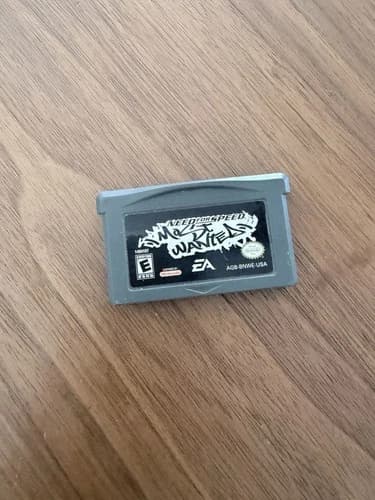 NEED FOR SPEED
MOST
WANTED
E
EA
AGB-BNWE-USA